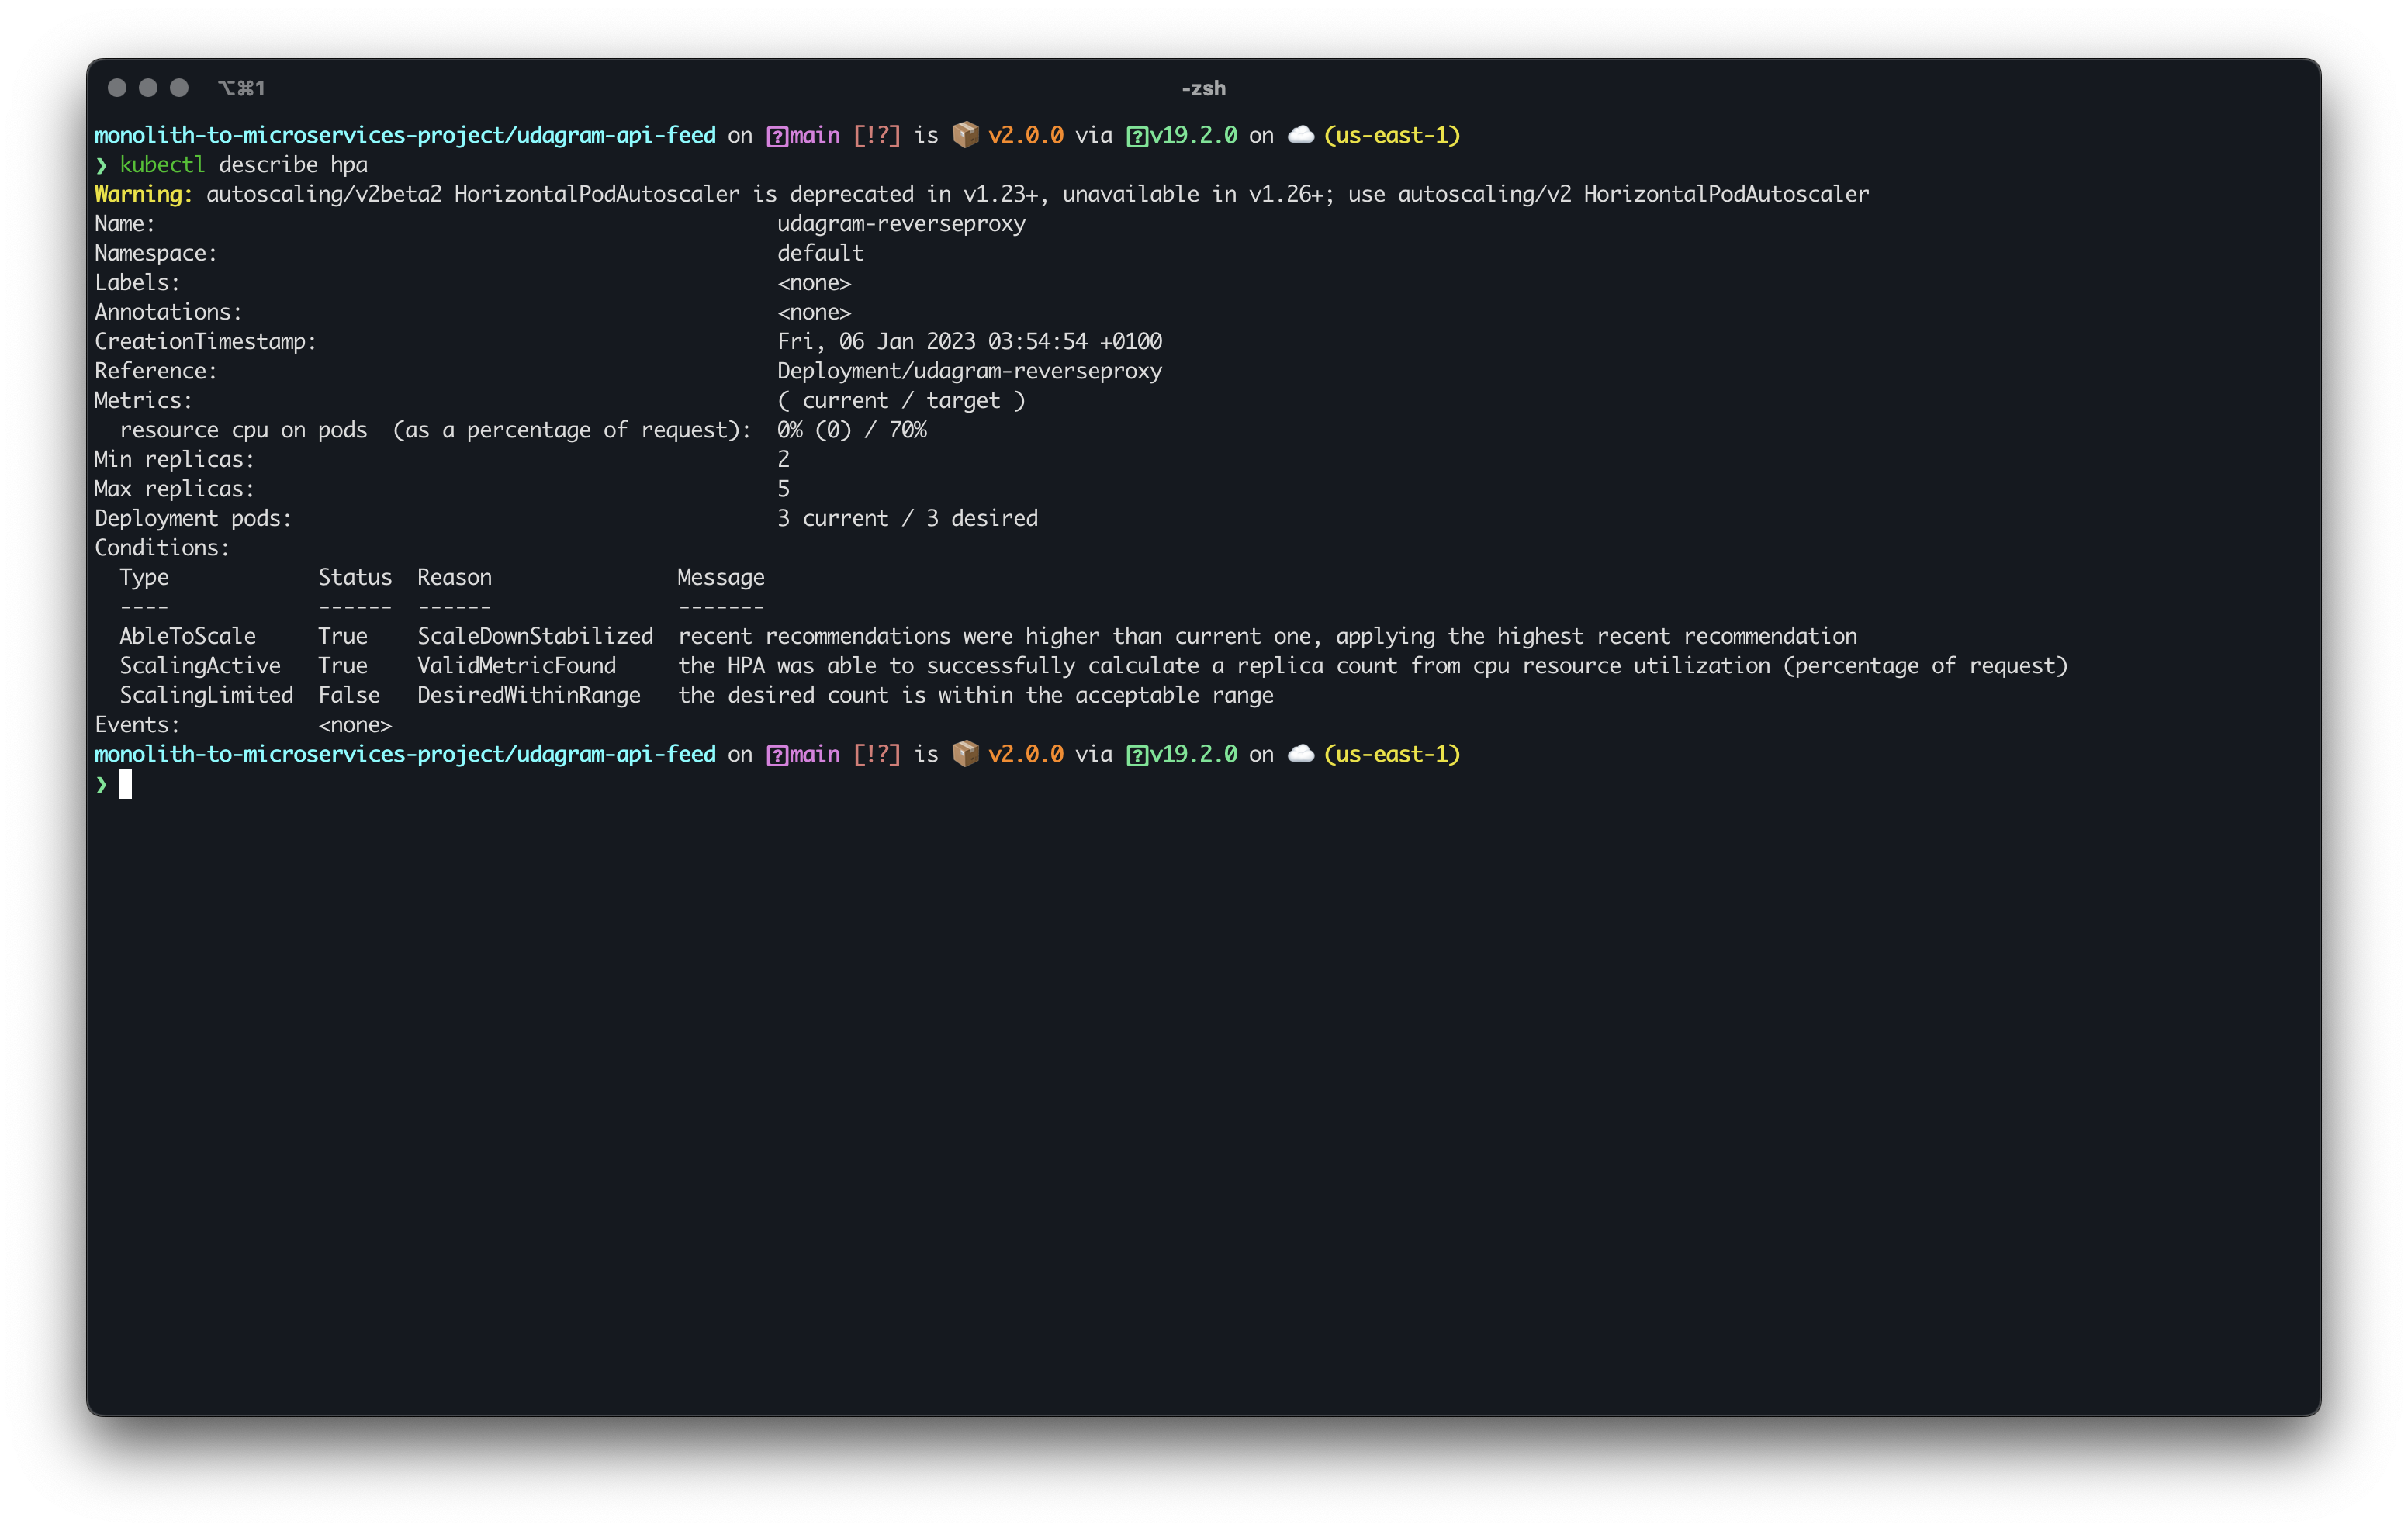 ⌥⌘1 -zsh
monolith-to-microservices-project/udagram-api-feed on main [!?] is 📦 v2.0.0 via v19.2.0 on ☁️ (us-east-1)
❯ kubectl describe hpa
Warning: autoscaling/v2beta2 HorizontalPodAutoscaler is deprecated in v1.23+, unavailable in v1.26+; use autoscaling/v2 HorizontalPodAutoscaler
Name:                                                  udagram-reverseproxy
Namespace:                                             default
Labels:                                                <none>
Annotations:                                           <none>
CreationTimestamp:                                     Fri, 06 Jan 2023 03:54:54 +0100
Reference:                                             Deployment/udagram-reverseproxy
Metrics:                                               ( current / target )
  resource cpu on pods  (as a percentage of request):  0% (0) / 70%
Min replicas:                                          2
Max replicas:                                          5
Deployment pods:                                       3 current / 3 desired
Conditions:
  Type            Status  Reason               Message
  ----            ------  ------               -------
  AbleToScale     True    ScaleDownStabilized  recent recommendations were higher than current one, applying the highest recent recommendation
  ScalingActive   True    ValidMetricFound     the HPA was able to successfully calculate a replica count from cpu resource utilization (percentage of request)
  ScalingLimited  False   DesiredWithinRange   the desired count is within the acceptable range
Events:           <none>
monolith-to-microservices-project/udagram-api-feed on main [!?] is 📦 v2.0.0 via v19.2.0 on ☁️ (us-east-1)
❯